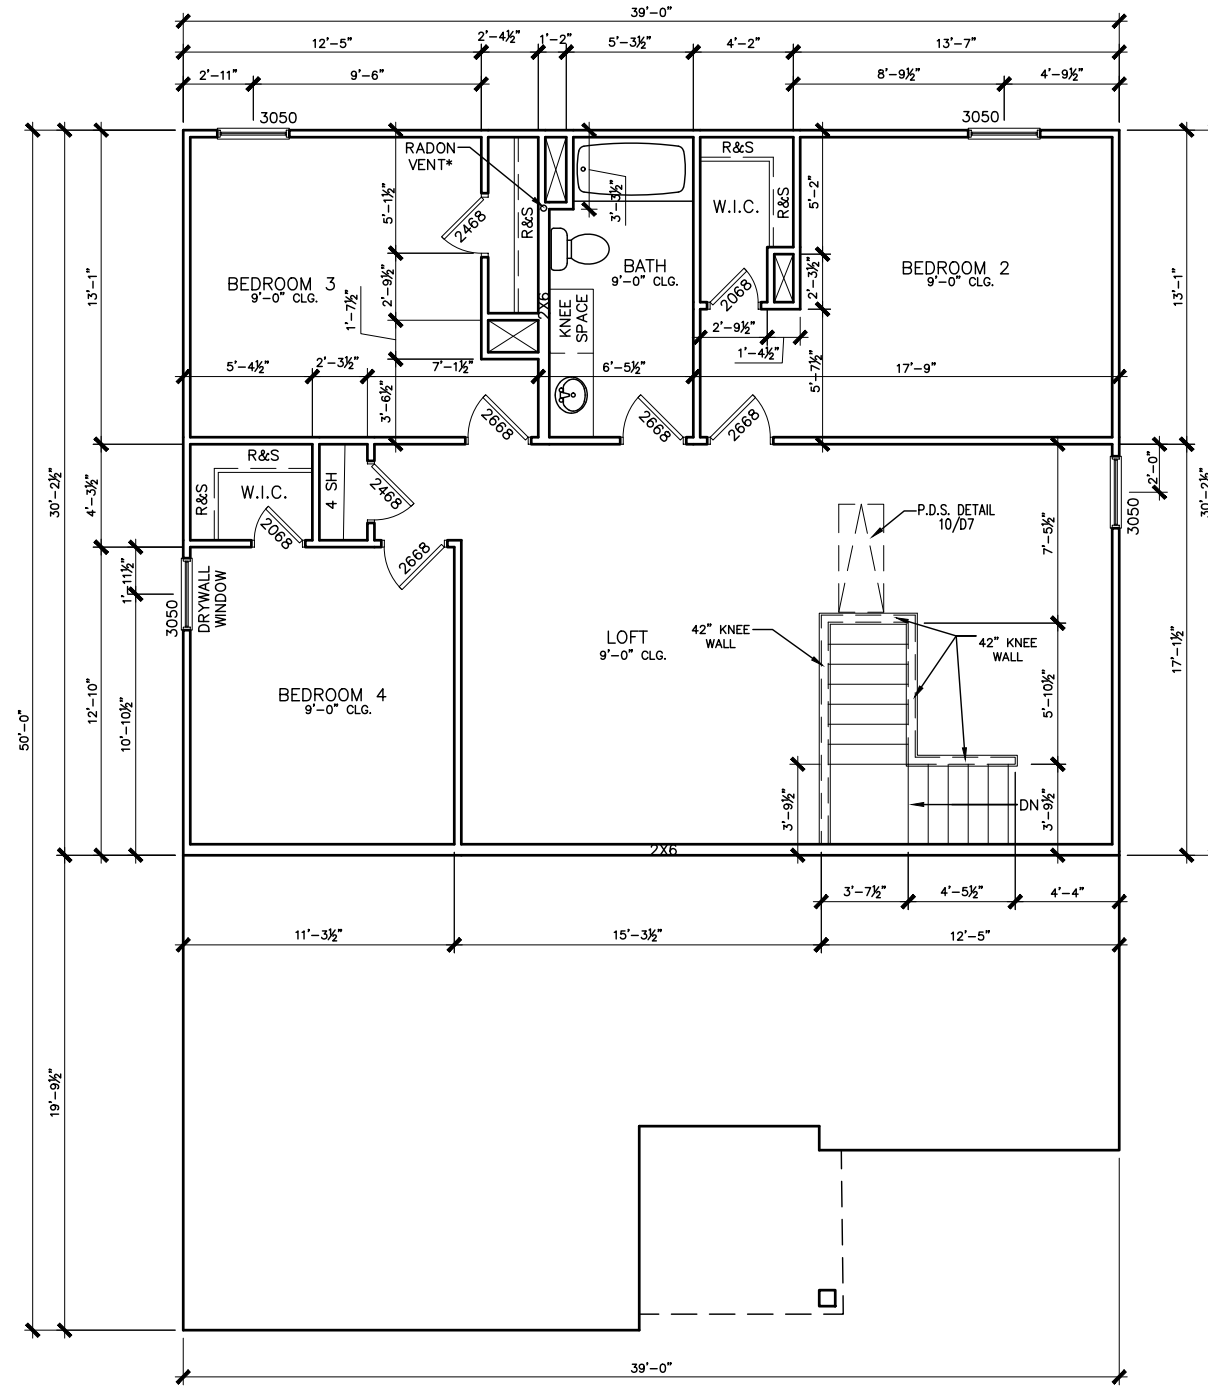 39'-0"
12'-5"
2'-4½"
1'-2"
5'-3½"
4'-2"
13'-7"
2'-11"
9'-6"
8'-9½"
4'-9½"
3050
3050
RADON
VENT*
R&S
R&S
R&S
W.I.C.
5'-1½"
2468
3'-3½"
5'-2"
BEDROOM 3
9'-0" CLG.
BATH
9'-0" CLG.
BEDROOM 2
9'-0" CLG.
13'-1"
13'-1"
2'-9½"
1'-7½"
2X6
KNEE
SPACE
2068
2'-3½"
2'-9½"
1'-4½"
5'-4½"
2'-3½"
7'-1½"
6'-5½"
17'-9"
3'-6½"
5'-7½"
2668
2668
2668
R&S
R&S
W.I.C.
4 SH
2468
2068
2668
4'-3½"
30'-2½"
2'-0"
3050
30'-2½"
P.D.S. DETAIL
10/D7
7'-5½"
1'-11½"
3050
DRYWALL
WINDOW
LOFT
9'-0" CLG.
42" KNEE
WALL
42" KNEE
WALL
17'-1½"
BEDROOM 4
9'-0" CLG.
12'-10"
10'-10½"
5'-10½"
50'-0"
3'-9½"
DN
3'-9½"
2X6
3'-7½"
4'-5½"
4'-4"
11'-3½"
15'-3½"
12'-5"
19'-9½"
39'-0"